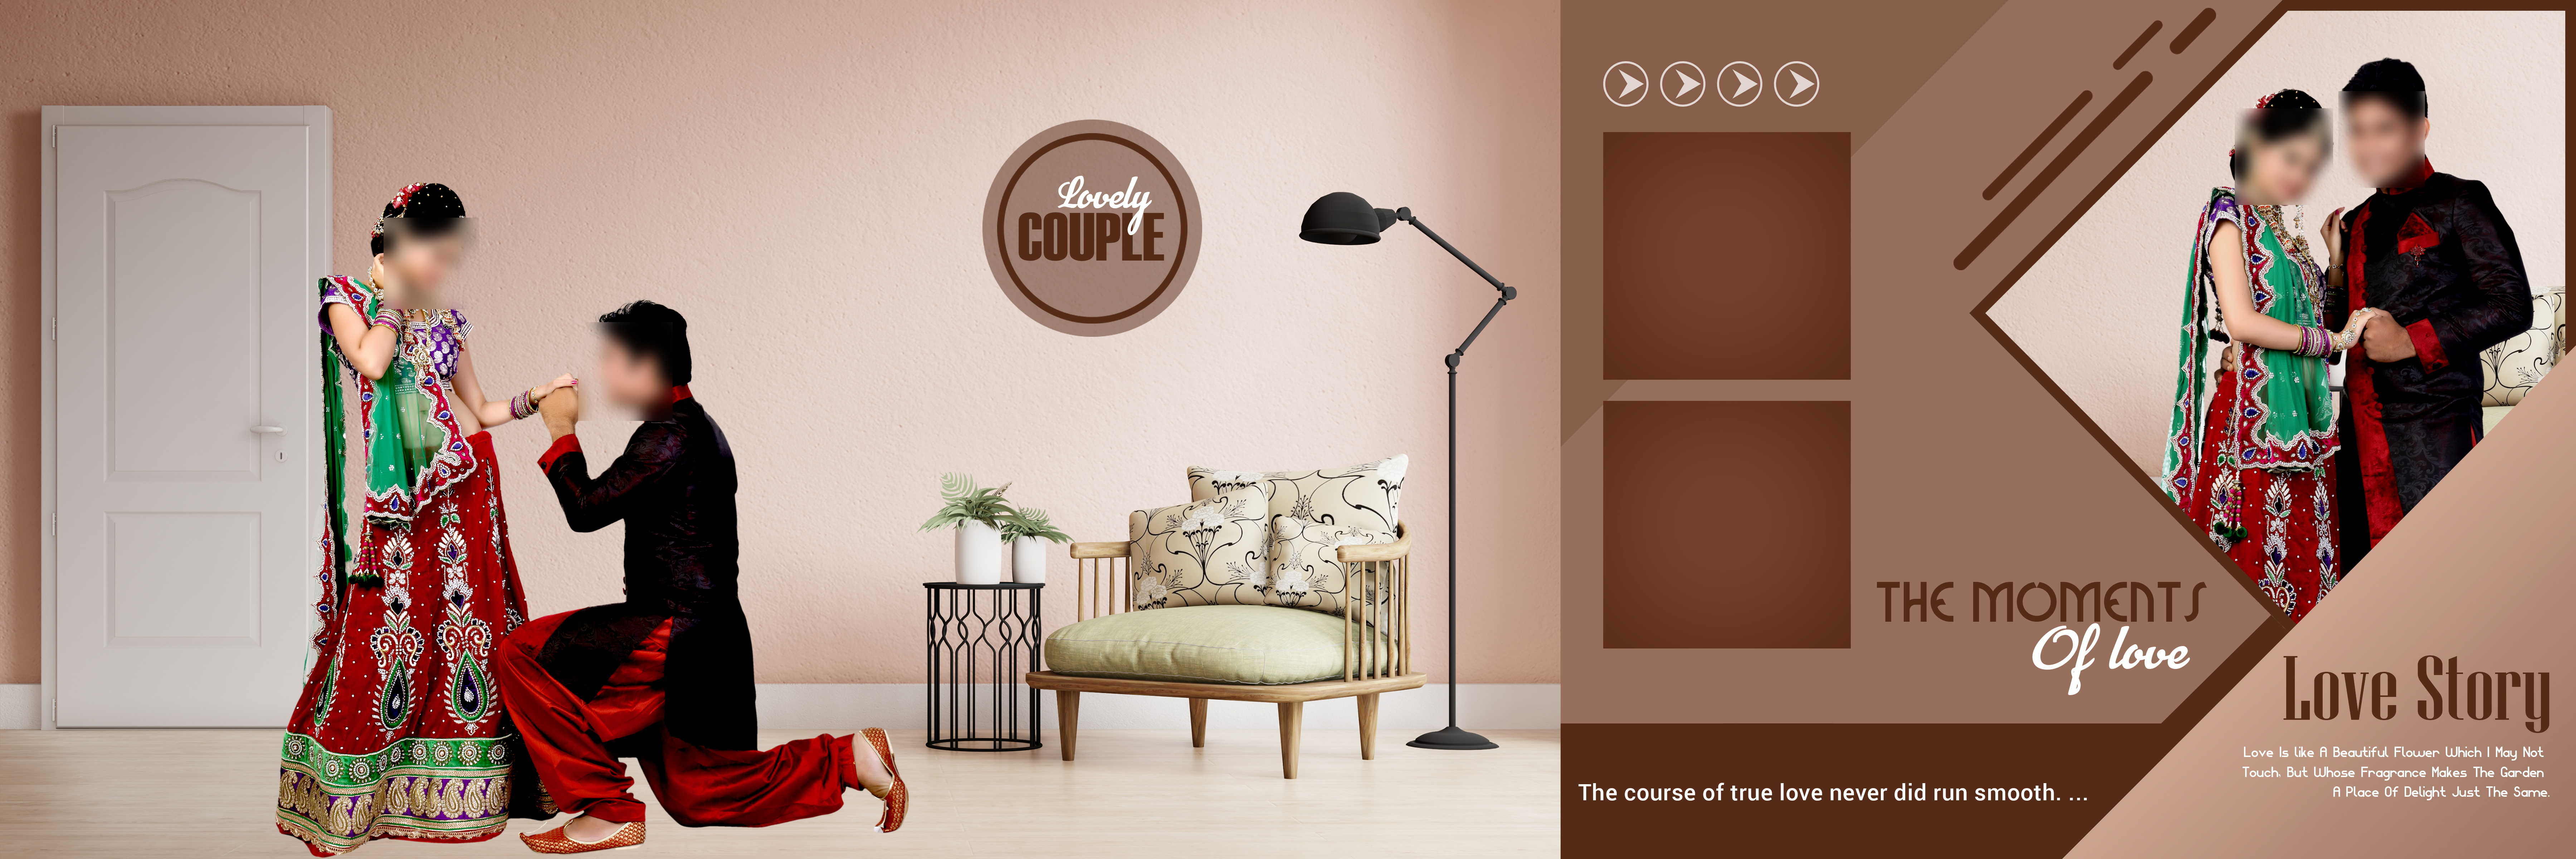 Lovely
COUPLE
THE MOMENTS
Of love
Love Story
Love Is like A Beautiful Flower Which I May Not
Touch, But Whose Fragrance Makes The Garden
A Place Of Delight Just The Same.
The course of true love never did run smooth. ...